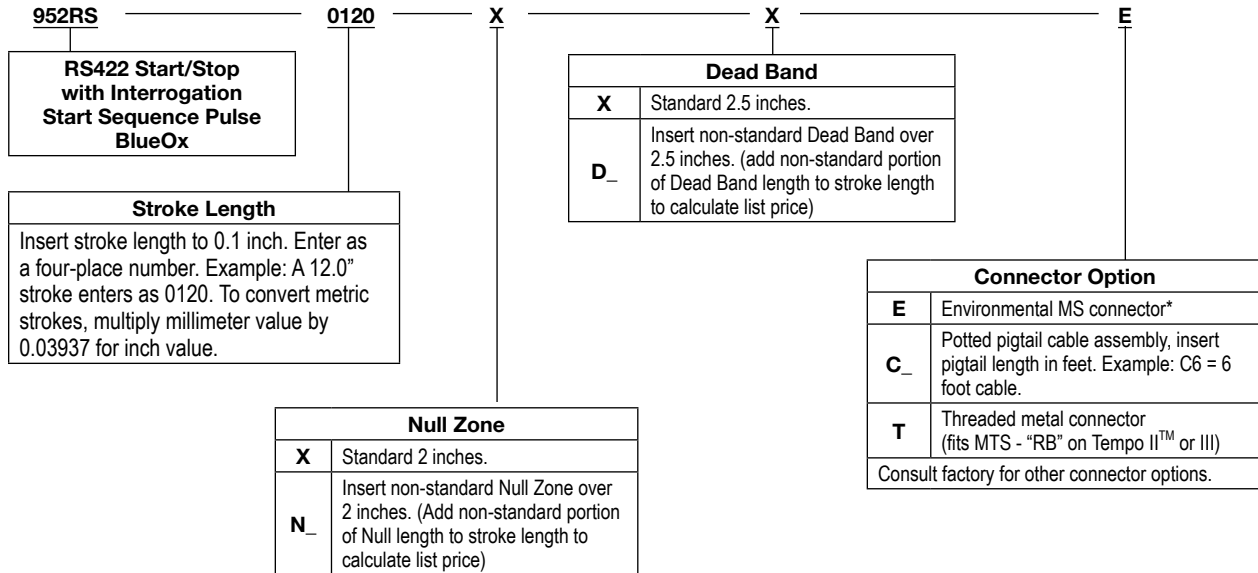 952RS 0120 X X E
RS422 Start/Stop
with Interrogation
Start Sequence Pulse
BlueOx
Dead Band
X Standard 2.5 inches.
D_ Insert non-standard Dead Band over
2.5 inches. (add non-standard portion
of Dead Band length to stroke length
to calculate list price)
Stroke Length
Insert stroke length to 0.1 inch. Enter as
a four-place number. Example: A 12.0”
stroke enters as 0120. To convert metric
strokes, multiply millimeter value by
0.03937 for inch value.
Connector Option
E Environmental MS connector*
C_ Potted pigtail cable assembly, insert
pigtail length in feet. Example: C6 = 6
foot cable.
T Threaded metal connector
(fits MTS - “RB” on Tempo II™ or III)
Consult factory for other connector options.
Null Zone
X Standard 2 inches.
N_ Insert non-standard Null Zone over
2 inches. (Add non-standard portion
of Null length to stroke length to
calculate list price)